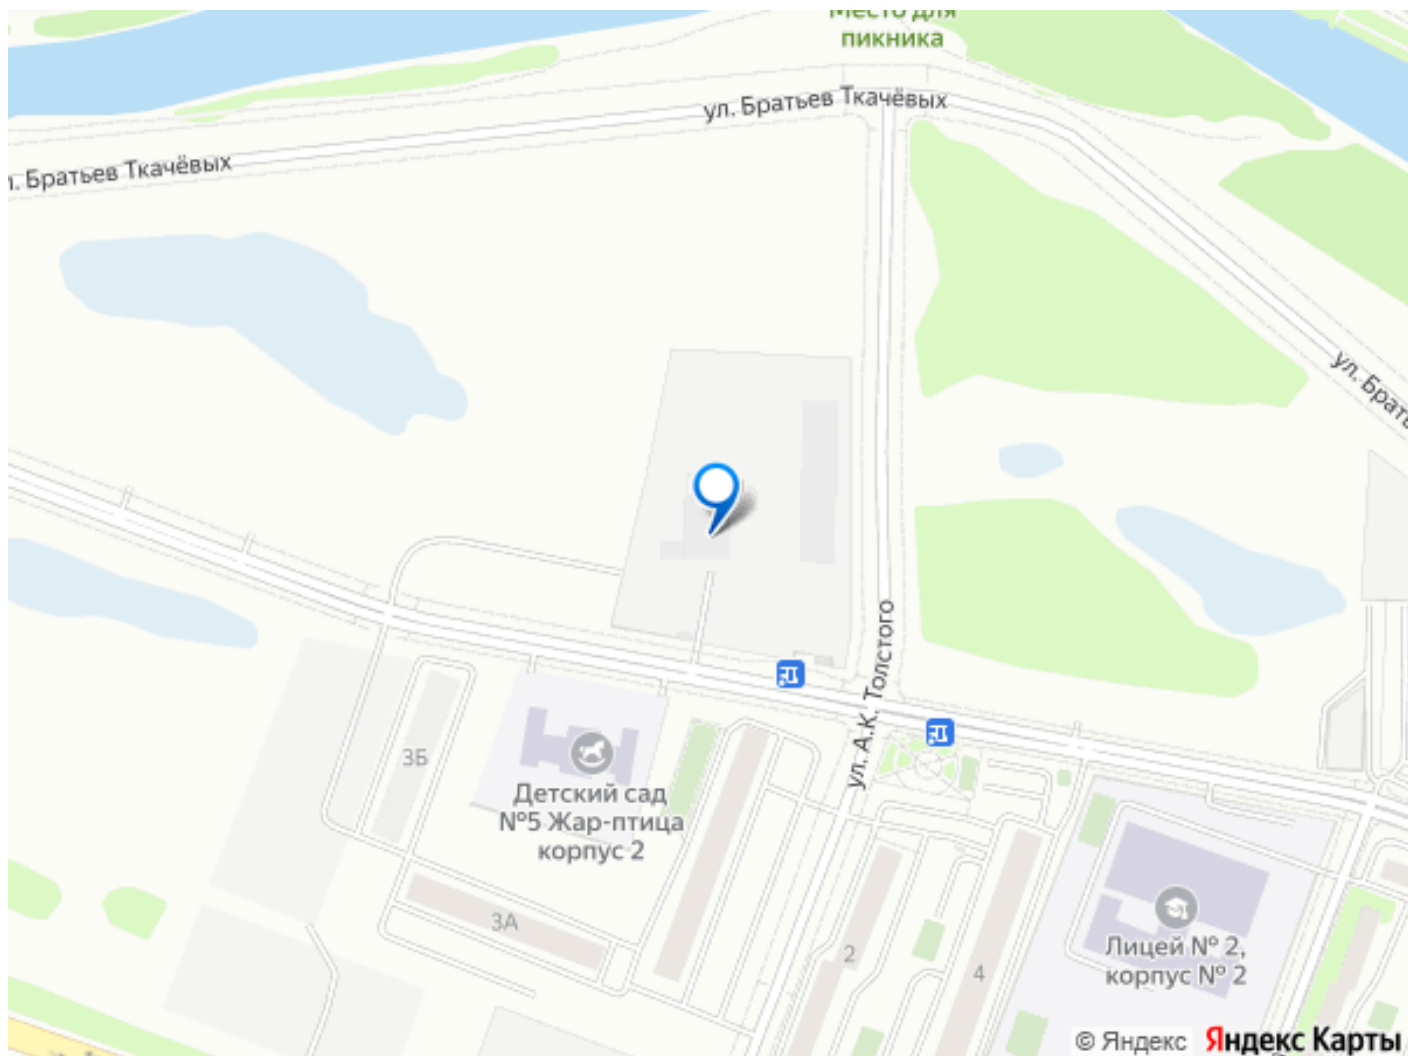 Место для
пикника
ул. Братьев Ткачёвых
л. Братьев Ткачёвых
ул. Брать
ул. А.К. Толстого
3Б
Детский сад
№5 Жар-птица
корпус 2
3А
2
4
Лицей № 2,
корпус № 2
© Яндекс Яндекс Карты